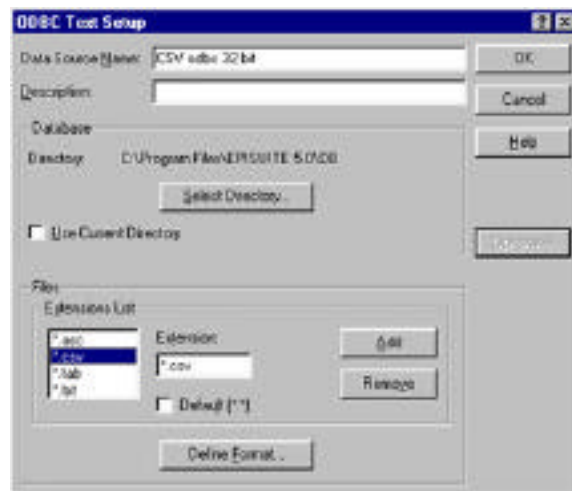 ODBC Text Setup
Data Source Name: CSV odbc 32 bit
OK
Description:
Cancel
Database
Help
Directory: C:\Program Files\EPISUITE 5.0\DB
Select Directory...
Use Current Directory
Files
Extensions List
*.asc
*.csv
*.tab
*.txt
Extension:
*.csv
Default (*.*)
Add
Remove
Define Format...